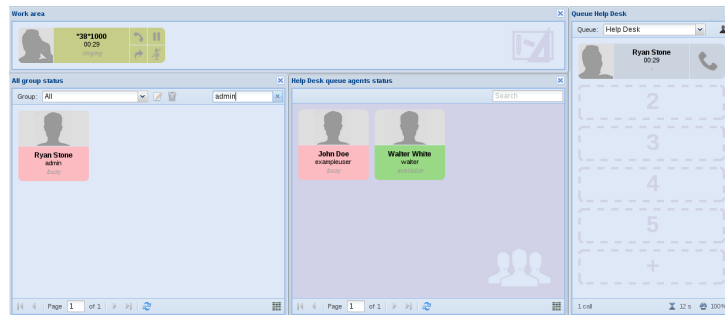 Work area
*38*1000
00:29
ringing
All group status
Group: All
admin
Ryan Stone
admin
busy
Page 1 of 1
Help Desk queue agents status
Search
John Doe
exampleuser
busy
Walter White
walter
available
Page 1 of 1
Queue Help Desk
Queue: Help Desk
Ryan Stone
00:29
2
3
4
5
+
1 call
12 s
100%